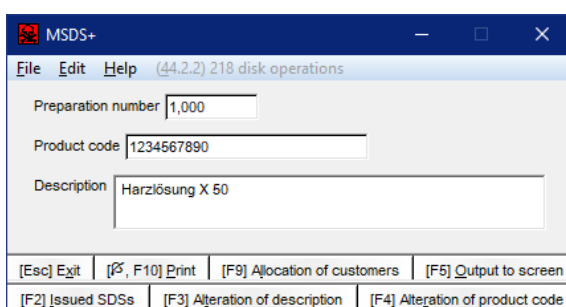 MSDS+
File Edit Help (44.2.2) 218 disk operations
Preparation number 1,000
Product code 1234567890
Description Harzlösung X 50
[Esc] Exit [, F10] Print [F9] Allocation of customers [F5] Output to screen
[F2] Issued SDSs [F3] Alteration of description [F4] Alteration of product code